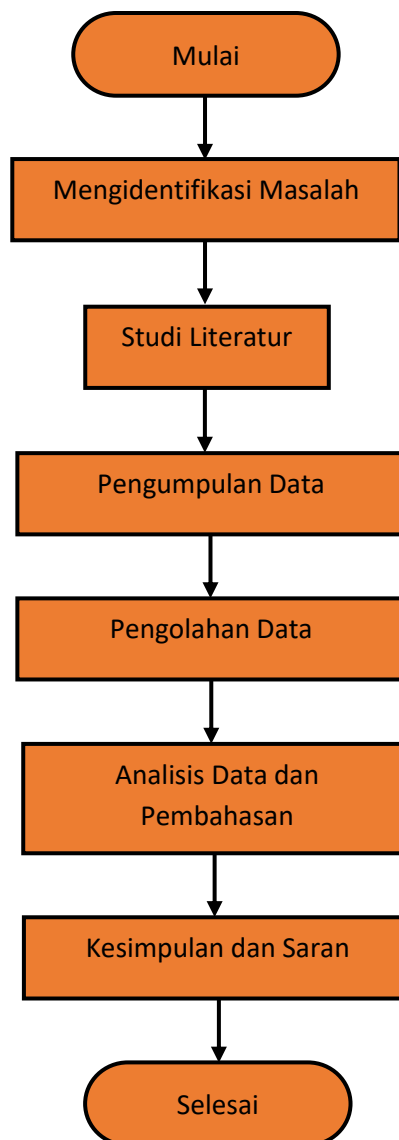 Mulai
Mengidentifikasi Masalah
Studi Literatur
Pengumpulan Data
Pengolahan Data
Analisis Data dan
Pembahasan
Kesimpulan dan Saran
Selesai